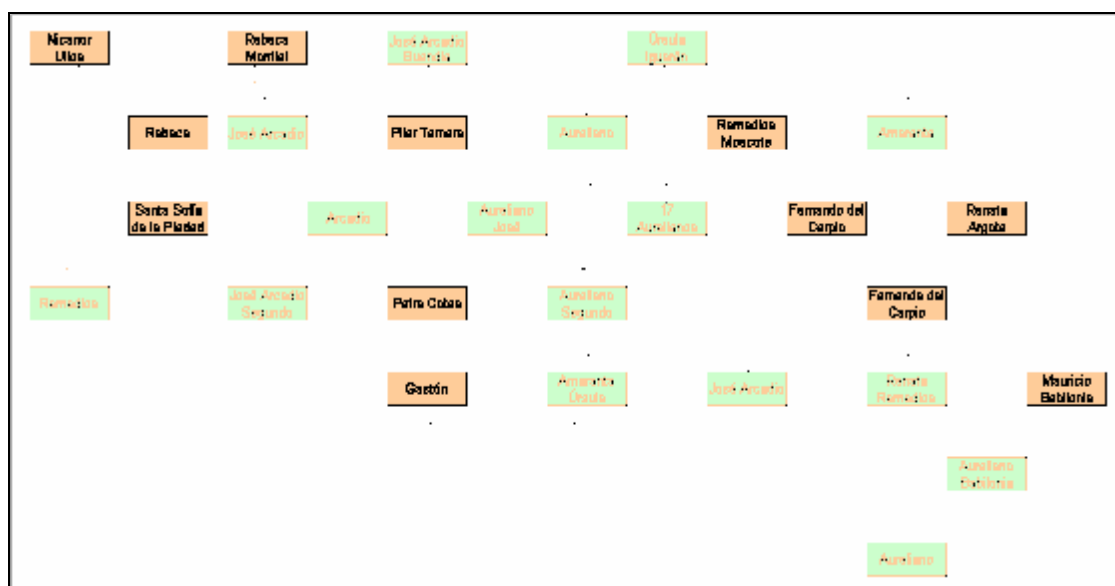 Nicanor
Ulloa
Rebeca
Montiel
José Arcadio
Buendía
Úrsula
Iguarán
Rebeca
José Arcadio
Pilar Ternera
Aureliano
Remedios
Moscote
Amaranta
Santa Sofía
de la Piedad
Arcadio
Aureliano
José
17
Aurelianos
Fernando del
Carpio
Renata
Argote
Remedios
José Arcadio
Segundo
Petra Cotes
Aureliano
Segundo
Fernanda del
Carpio
Gastón
Amaranta
Úrsula
José Arcadio
Renata
Remedios
Mauricio
Babilonia
Aureliano
Babilonia
Aureliano